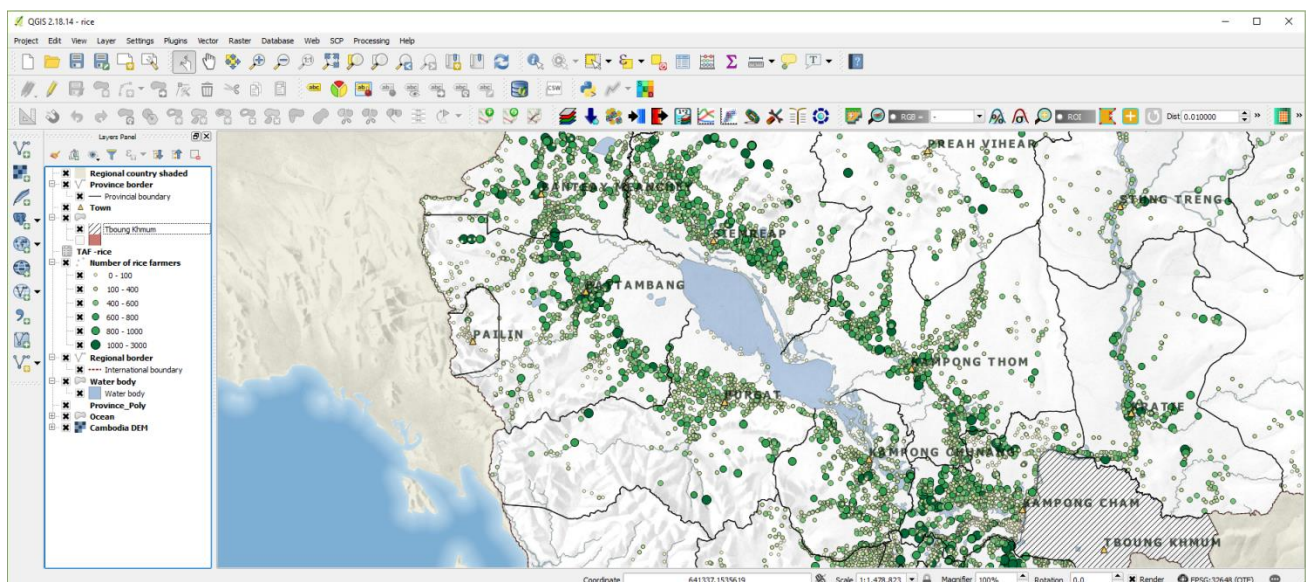 QGIS 2.18.14 - rice
Project Edit View Layer Settings Plugins Vector Raster Database Web SCP Processing Help
RGB = -
ROI
Dist 0.010000
CSW
Layers Panel
Regional country shaded
Province border
Provincial boundary
Town
Tboung Khmum
TAF -rice
Number of rice farmers
0 - 100
100 - 400
400 - 600
600 - 800
800 - 1000
1000 - 3000
Regional border
International boundary
Water body
Water body
Province_Poly
Ocean
Cambodia DEM
PREAH VIHEAR
BANTEAY MEANCHEY
STUNG TRENG
SIEMREAP
BATTAMBANG
PAILIN
KAMPONG THOM
PURSAT
KRATIE
KAMPONG CHHNANG
KAMPONG CHAM
TBOUNG KHMUM
Coordinate 641337,1535619 Scale 1:1,478,823 Magnifier 100% Rotation 0.0 Render EPSG:32648 (OTF)